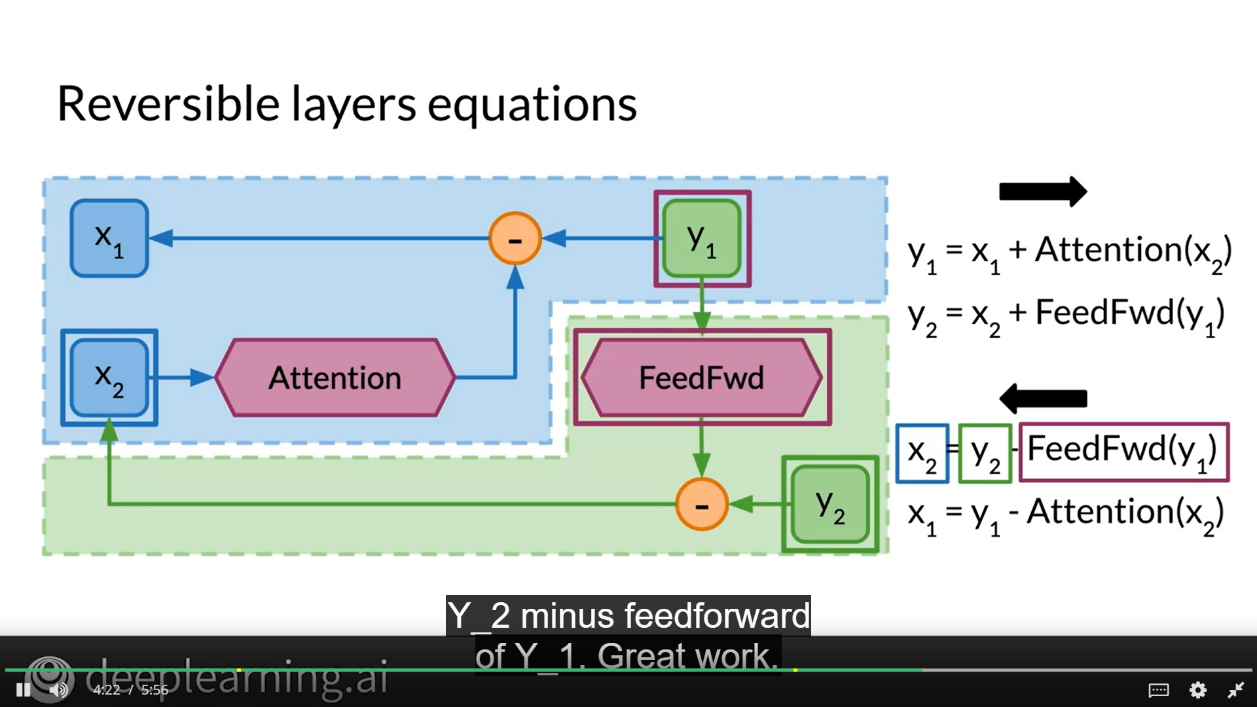 Reversible layers equations
x1
-
y1
y1 = x1 + Attention(x2)
y2 = x2 + FeedFwd(y1)
x2
Attention
FeedFwd
x2 = y2 - FeedFwd(y1)
-
y2
x1 = y1 - Attention(x2)
Y_2 minus feedforward
of Y_1. Great work.
deeplearning.ai
4:22 / 5:56